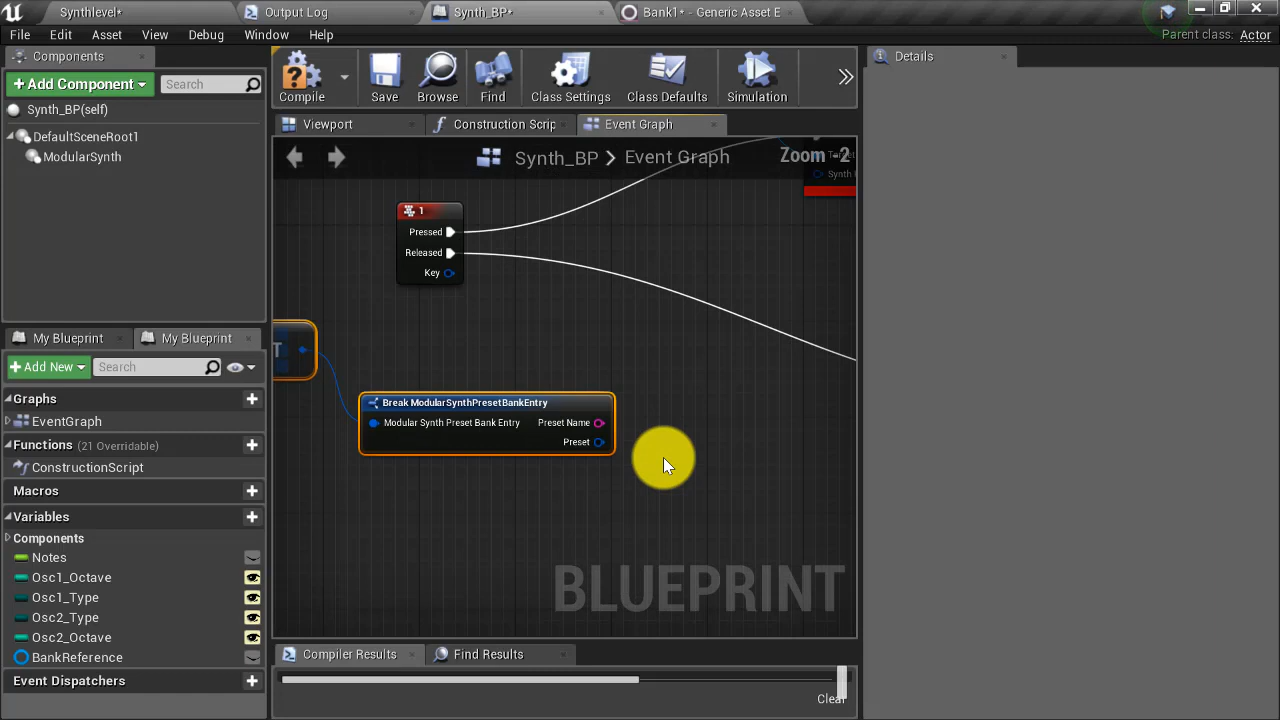 Synthlevel*
Output Log
Synth_BP*
Bank1* - Generic Asset E
File
Edit
Asset
View
Debug
Window
Help
Parent class: Actor
Components
+ Add Component
Search
Synth_BP(self)
DefaultSceneRoot1
ModularSynth
My Blueprint
My Blueprint
+ Add New
Search
Graphs
EventGraph
Functions (21 Overridable)
ConstructionScript
Macros
Variables
Components
Notes
Osc1_Octave
Osc1_Type
Osc2_Type
Osc2_Octave
BankReference
Event Dispatchers
Compile
Save
Browse
Find
Class Settings
Class Defaults
Simulation
Viewport
Construction Scrip
Event Graph
Synth_BP > Event Graph
Zoom -2
Target
Synth
1
Pressed
Released
Key
T
Break ModularSynthPresetBankEntry
Modular Synth Preset Bank Entry
Preset Name
Preset
BLUEPRINT
Compiler Results
Find Results
Clear
Details